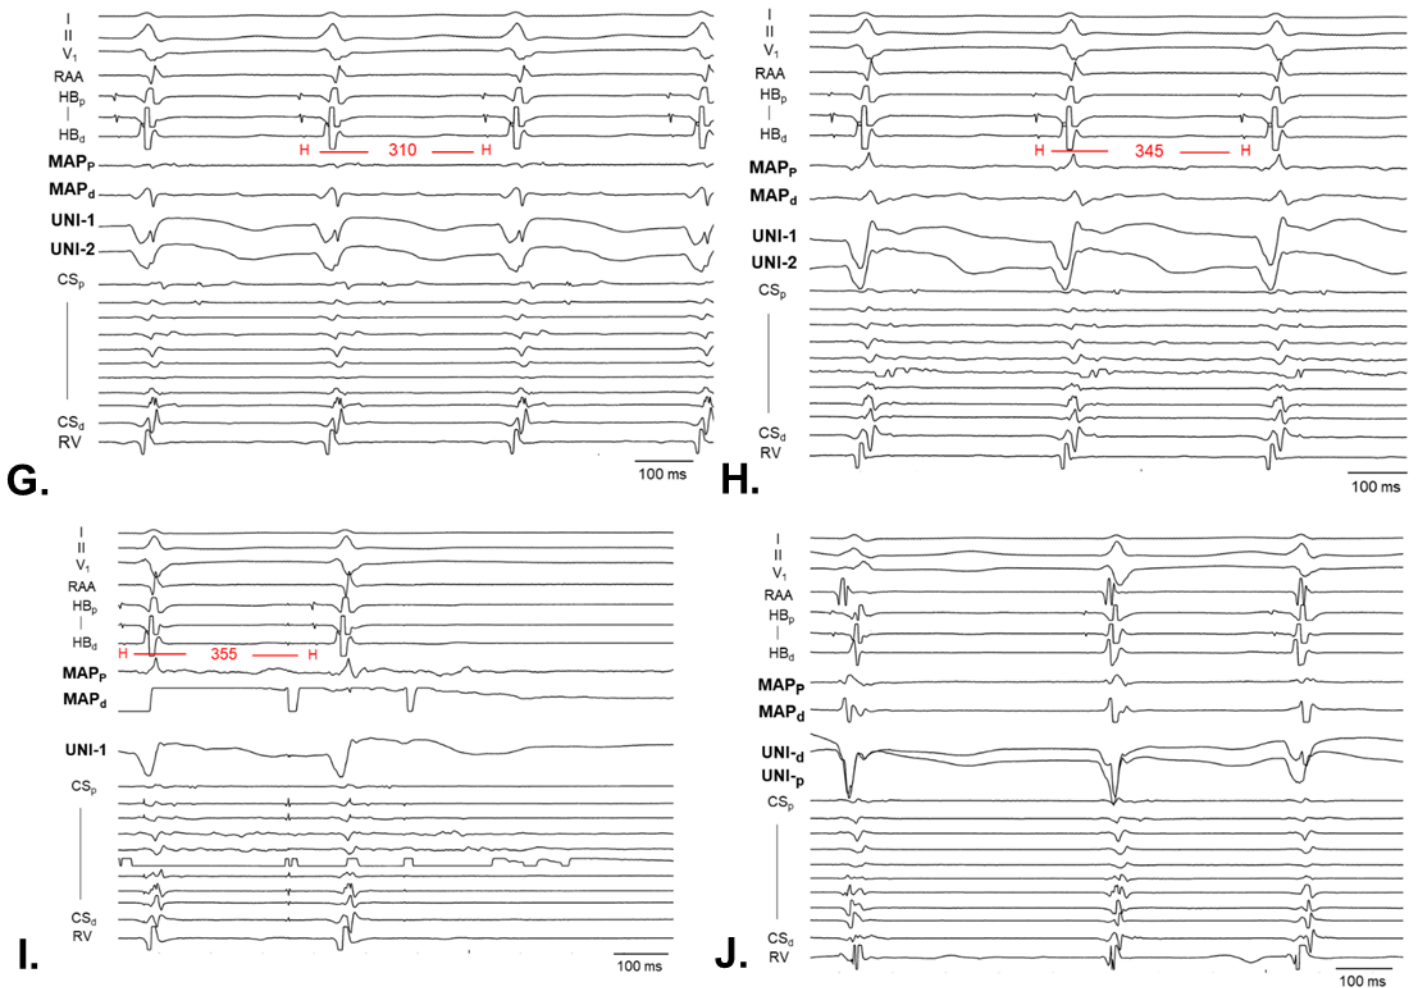 I
II
V1
RAA
HBp
HBd
H 310 H
MAPP
MAPd
UNI-1
UNI-2
CSp
CSd
RV
100 ms
G.
I
II
V1
RAA
HBp
HBd
H 345 H
MAPP
MAPd
UNI-1
UNI-2
CSp
CSd
RV
100 ms
H.
I
II
V1
RAA
HBp
HBd
H 355 H
MAPP
MAPd
UNI-1
CSp
CSd
RV
100 ms
I.
I
II
V1
RAA
HBp
HBd
MAPP
MAPd
UNI-d
UNI-p
CSp
CSd
RV
100 ms
J.